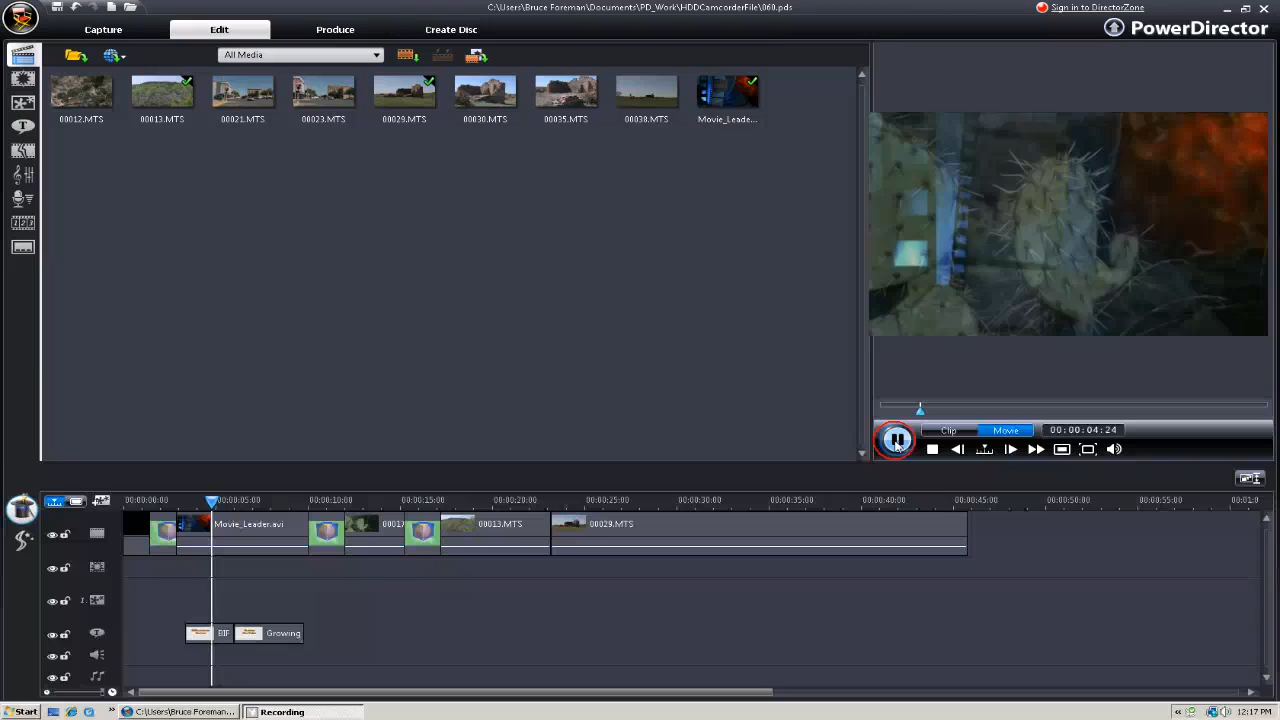 C:\Users\Bruce Foreman\Documents\PD_Work\HDDCamcorderFile\060.pds
Sign in to DirectorZone
Capture
Edit
Produce
Create Disc
PowerDirector
All Media
00012.MTS
00013.MTS
00021.MTS
00023.MTS
00029.MTS
00030.MTS
00035.MTS
00038.MTS
Movie_Leade...
Clip
Movie
00:00:04:24
00:00:00:00
00:00:05:00
00:00:10:00
00:00:15:00
00:00:20:00
00:00:25:00
00:00:30:00
00:00:35:00
00:00:40:00
00:00:45:00
00:00:50:00
00:00:55:00
00:01:0
Movie_Leader.avi
0001
00013.MTS
00029.MTS
1.
Growing
Start
C:\Users\Bruce Foreman...
Recording
12:17 PM